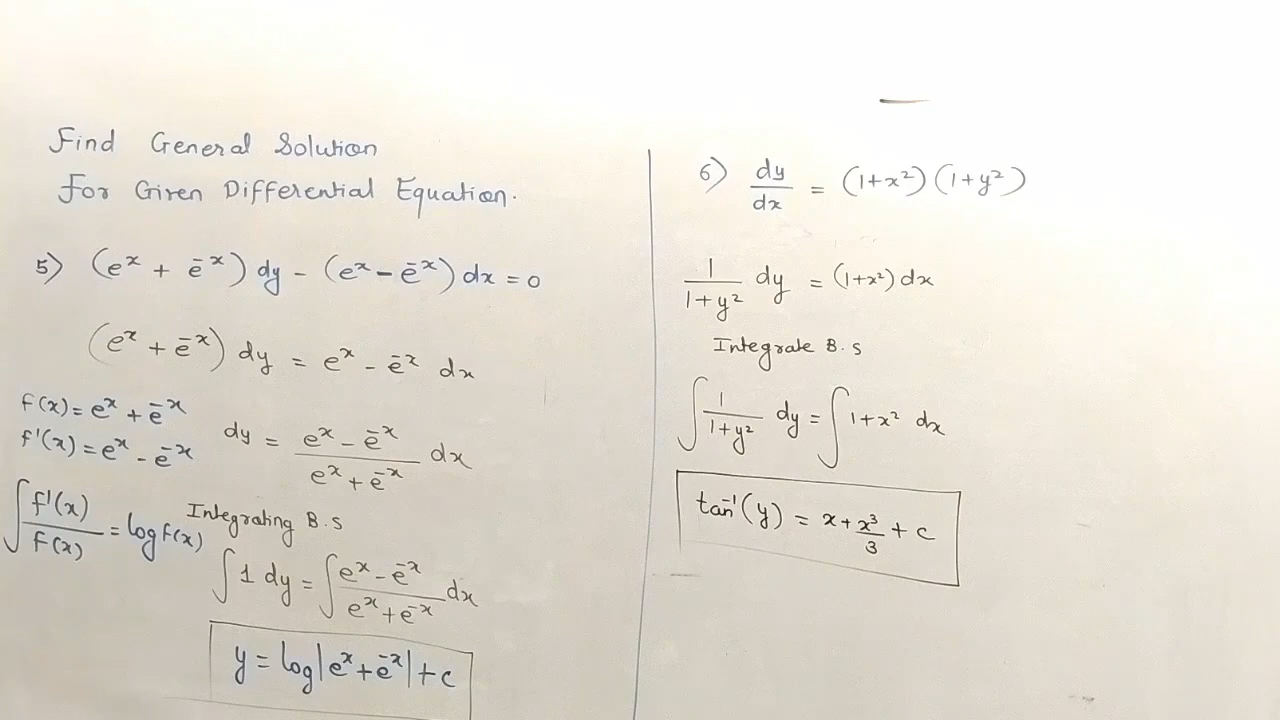 Find General Solution
For Given Differential Equation.
5) (eˣ + e⁻ˣ) dy - (eˣ - e⁻ˣ) dx = 0
(eˣ + e⁻ˣ) dy = eˣ - e⁻ˣ dx
f(x) = eˣ + e⁻ˣ
f'(x) = eˣ - e⁻ˣ
dy = (eˣ - e⁻ˣ)/(eˣ + e⁻ˣ) dx
∫ f'(x)/f(x) = log f(x)
Integrating B.S
∫ 1 dy = ∫ (eˣ - e⁻ˣ)/(eˣ + e⁻ˣ) dx
y = log|eˣ + e⁻ˣ| + c
6) dy/dx = (1+x²)(1+y²)
1/(1+y²) dy = (1+x²) dx
Integrate B.S
∫ 1/(1+y²) dy = ∫ 1+x² dx
tan⁻¹(y) = x + x³/3 + c